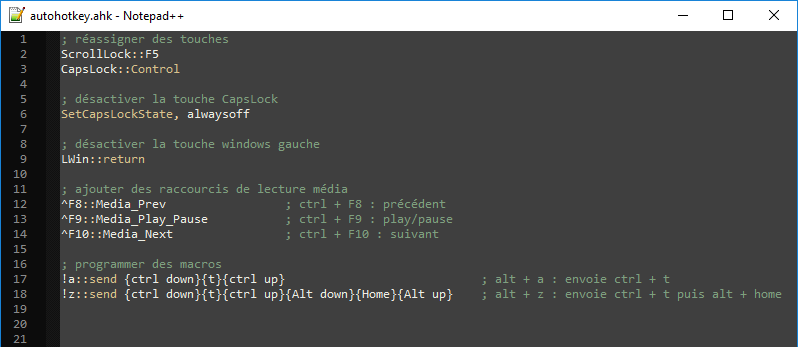 autohotkey.ahk - Notepad++
1 ; réassigner des touches
2 ScrollLock::F5
3 CapsLock::Control
4
5 ; désactiver la touche CapsLock
6 SetCapsLockState, alwaysoff
7
8 ; désactiver la touche windows gauche
9 LWin::return
10
11 ; ajouter des raccourcis de lecture média
12 ^F8::Media_Prev ; ctrl + F8 : précédent
13 ^F9::Media_Play_Pause ; ctrl + F9 : play/pause
14 ^F10::Media_Next ; ctrl + F10 : suivant
15
16 ; programmer des macros
17 !a::send {ctrl down}{t}{ctrl up} ; alt + a : envoie ctrl + t
18 !z::send {ctrl down}{t}{ctrl up}{Alt down}{Home}{Alt up} ; alt + z : envoie ctrl + t puis alt + home
19
20
21